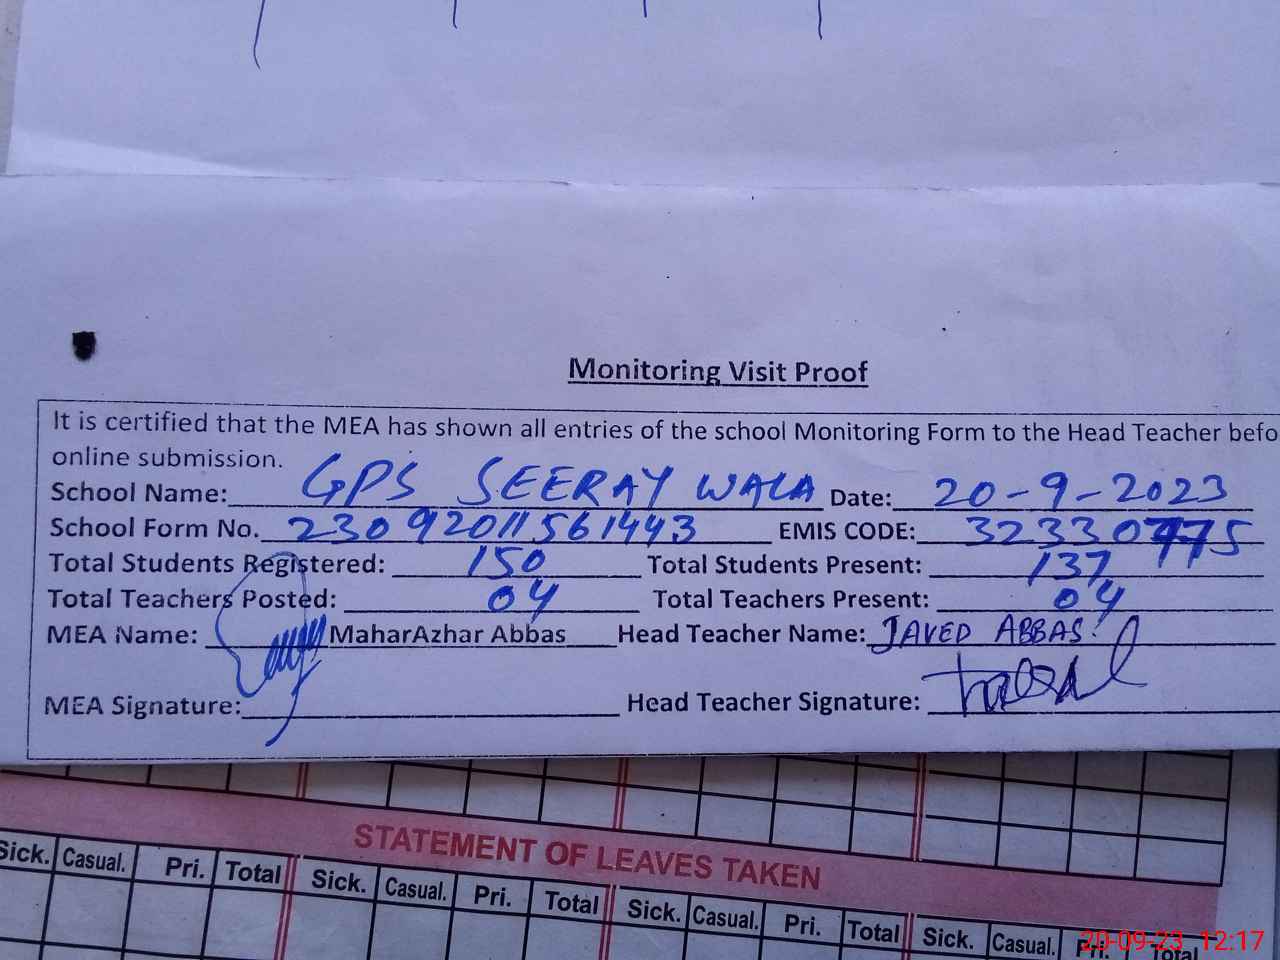 Monitoring Visit Proof
It is certified that the MEA has shown all entries of the school Monitoring Form to the Head Teacher befo
online submission.
School Name: GPS SEERAY WALA Date: 20-9-2023
School Form No. 23092011561443 EMIS CODE: 32330775
Total Students Registered: 150 Total Students Present: 137
Total Teachers Posted: 04 Total Teachers Present: 04
MEA Name: MaharAzhar Abbas Head Teacher Name: JAVED ABBAS.
MEA Signature: Head Teacher Signature:
STATEMENT OF LEAVES TAKEN
Sick. Casual. Pri. Total Sick. Casual. Pri. Total Sick. Casual. Pri. Total Sick. Casual. Pri. Total
20-09-23 12:17